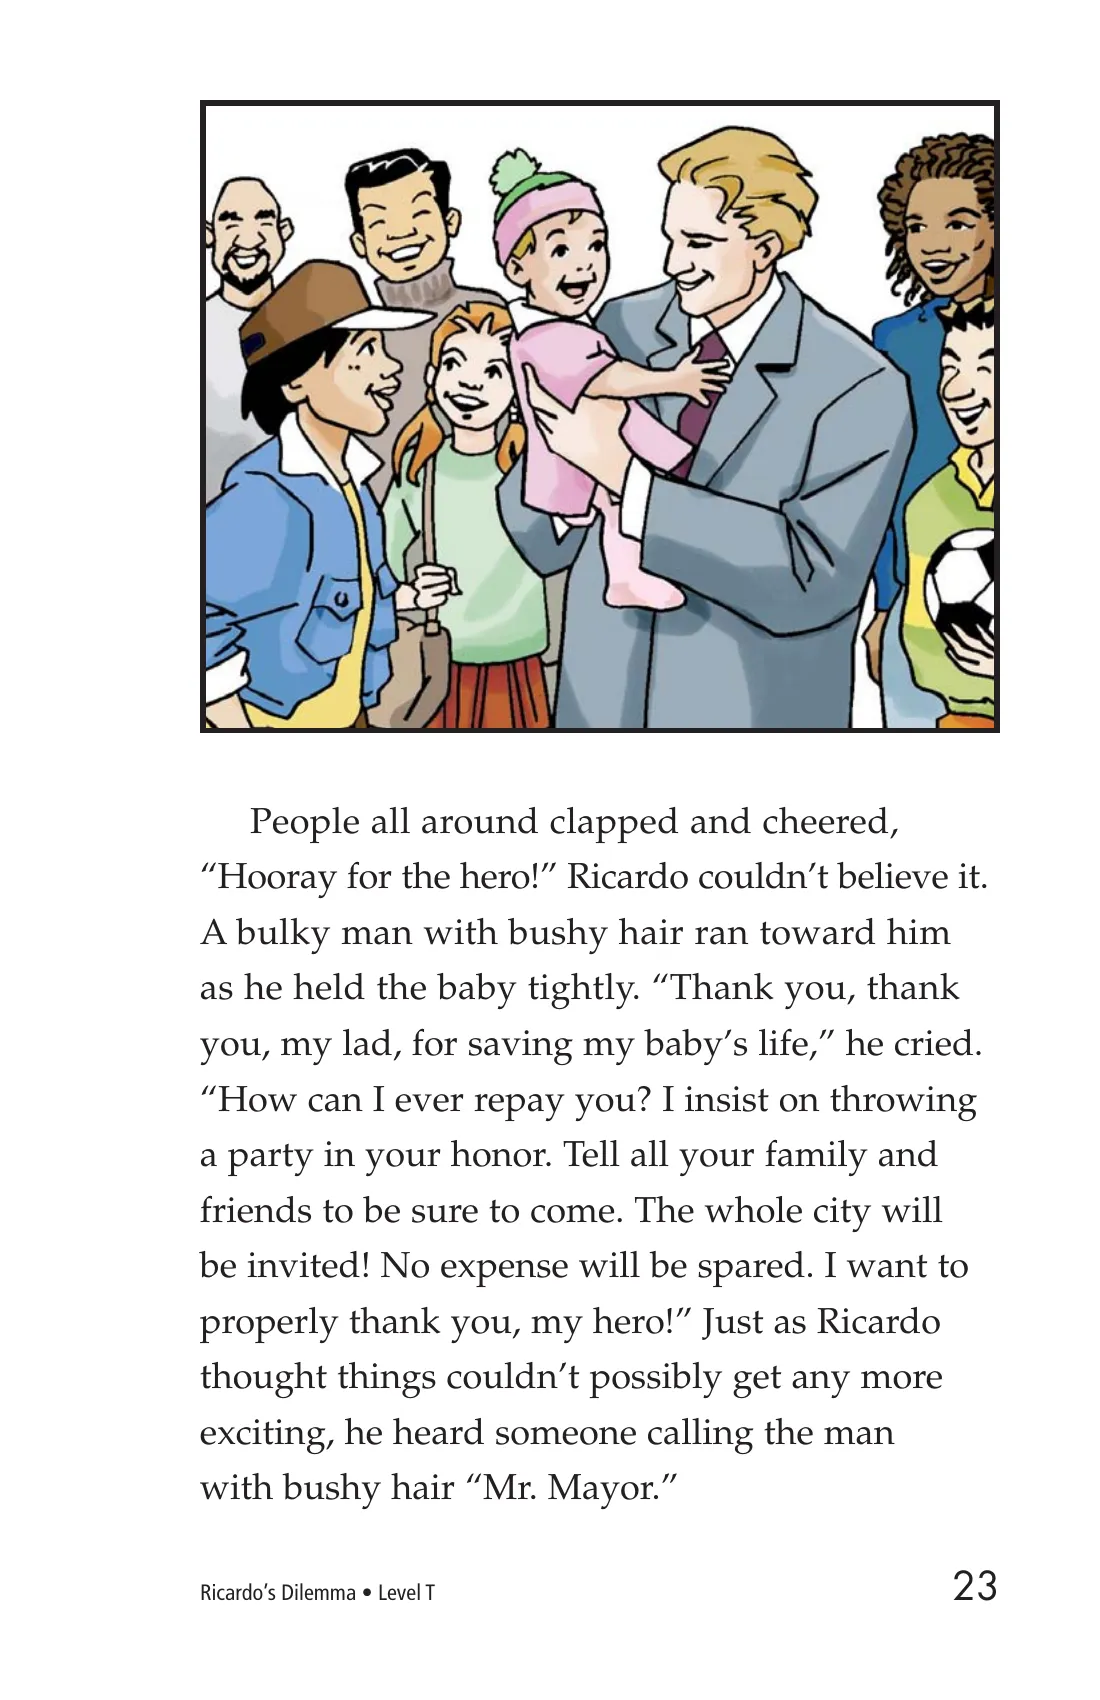 People all around clapped and cheered,
“Hooray for the hero!” Ricardo couldn’t believe it.
A bulky man with bushy hair ran toward him
as he held the baby tightly. “Thank you, thank
you, my lad, for saving my baby’s life,” he cried.
“How can I ever repay you? I insist on throwing
a party in your honor. Tell all your family and
friends to be sure to come. The whole city will
be invited! No expense will be spared. I want to
properly thank you, my hero!” Just as Ricardo
thought things couldn’t possibly get any more
exciting, he heard someone calling the man
with bushy hair “Mr. Mayor.”
Ricardo’s Dilemma • Level T
23